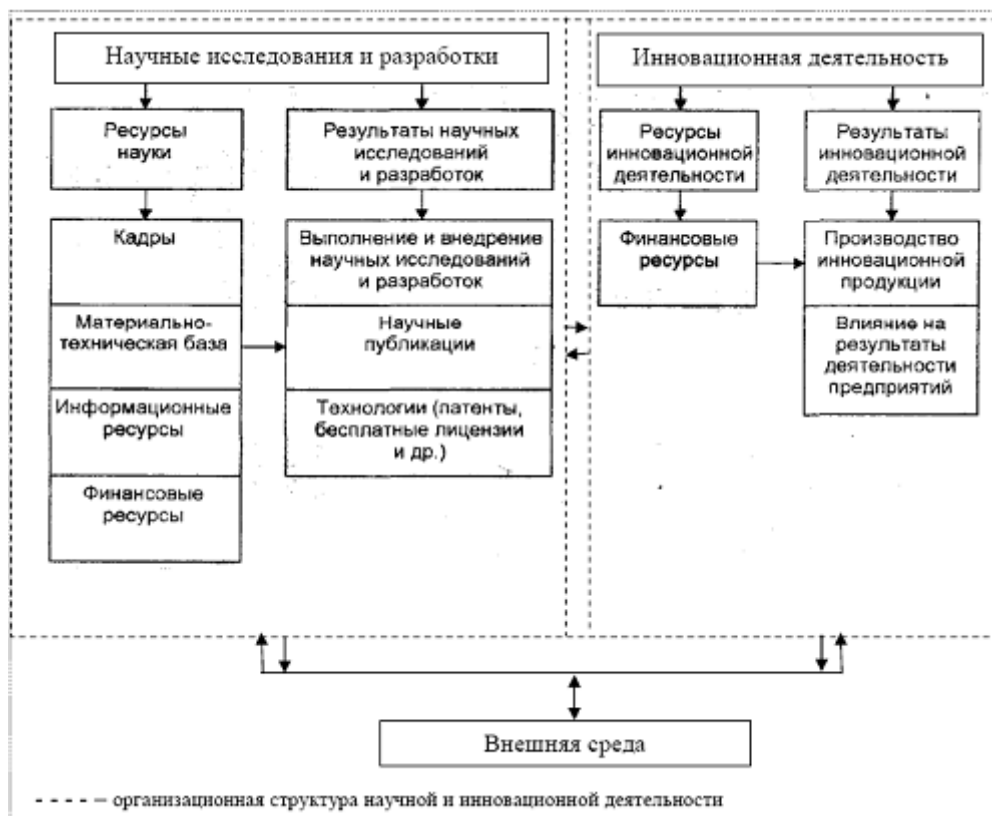 Научные исследования и разработки
Инновационная деятельность
Ресурсы
науки
Результаты научных
исследований
и разработок
Ресурсы
инновационной
деятельности
Результаты
инновационной
деятельности
Кадры
Материально-
техническая база
Информационные
ресурсы
Финансовые
ресурсы
Выполнение и внедрение
научных исследований
и разработок
Научные
публикации
Технологии (патенты,
бесплатные лицензии
и др.)
Финансовые
ресурсы
Производство
инновационной
продукции
Влияние на
результаты
деятельности
предприятий
Внешняя среда
- - - - – организационная структура научной и инновационной деятельности